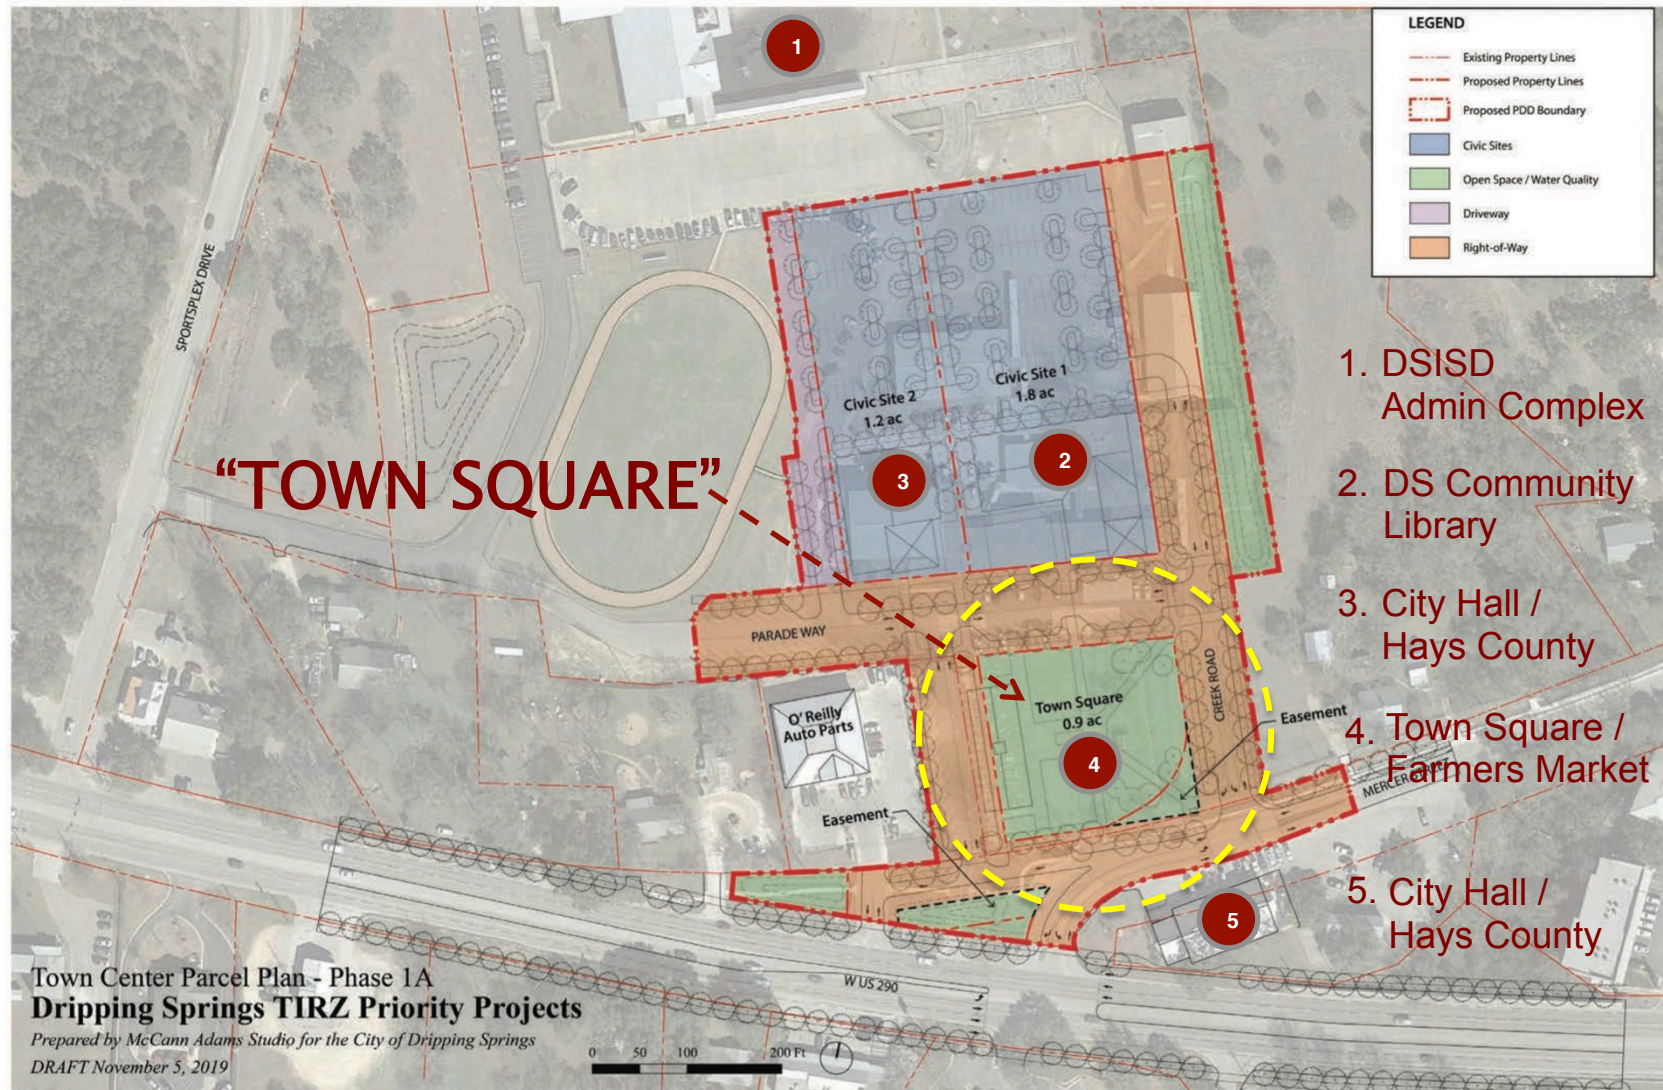 LEGEND
Existing Property Lines
Proposed Property Lines
Proposed PDD Boundary
Civic Sites
Open Space / Water Quality
Driveway
Right-of-Way
1
SPORTSPLEX DRIVE
Civic Site 1
1.8 ac
Civic Site 2
1.2 ac
2
3
“TOWN SQUARE”
1. DSISD
Admin Complex
2. DS Community
Library
3. City Hall /
Hays County
4. Town Square /
Farmers Market
5. City Hall /
Hays County
PARADE WAY
CREEK ROAD
Town Square
0.9 ac
4
Easement
O’ Reilly
Auto Parts
Easement
MERCER STREET
5
W US 290
Town Center Parcel Plan - Phase 1A
Dripping Springs TIRZ Priority Projects
Prepared by McCann Adams Studio for the City of Dripping Springs
DRAFT November 5, 2019
0 50 100 200 Ft